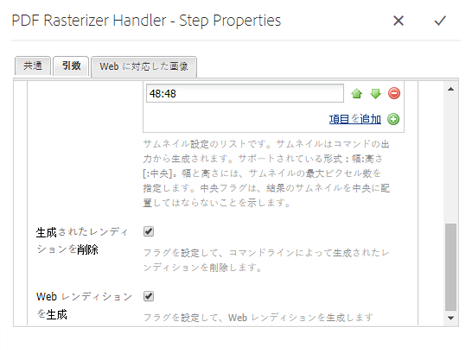 PDF Rasterizer Handler - Step Properties
共通
引数
Web に対応した画像
48:48
項目を追加
サムネイル設定のリストです。サムネイルはコマンドの出
力から生成されます。サポートされている形式：幅:高さ
[:中央]。幅と高さには、サムネイルの最大ピクセル数を
指定します。中央フラグは、結果のサムネイルを中央に配
置してはならないことを示します。
生成されたレンディ
ションを削除
フラグを設定して、コマンドラインによって生成されたレ
ンディションを削除します。
Web レンディション
を生成
フラグを設定して、Web レンディションを生成します